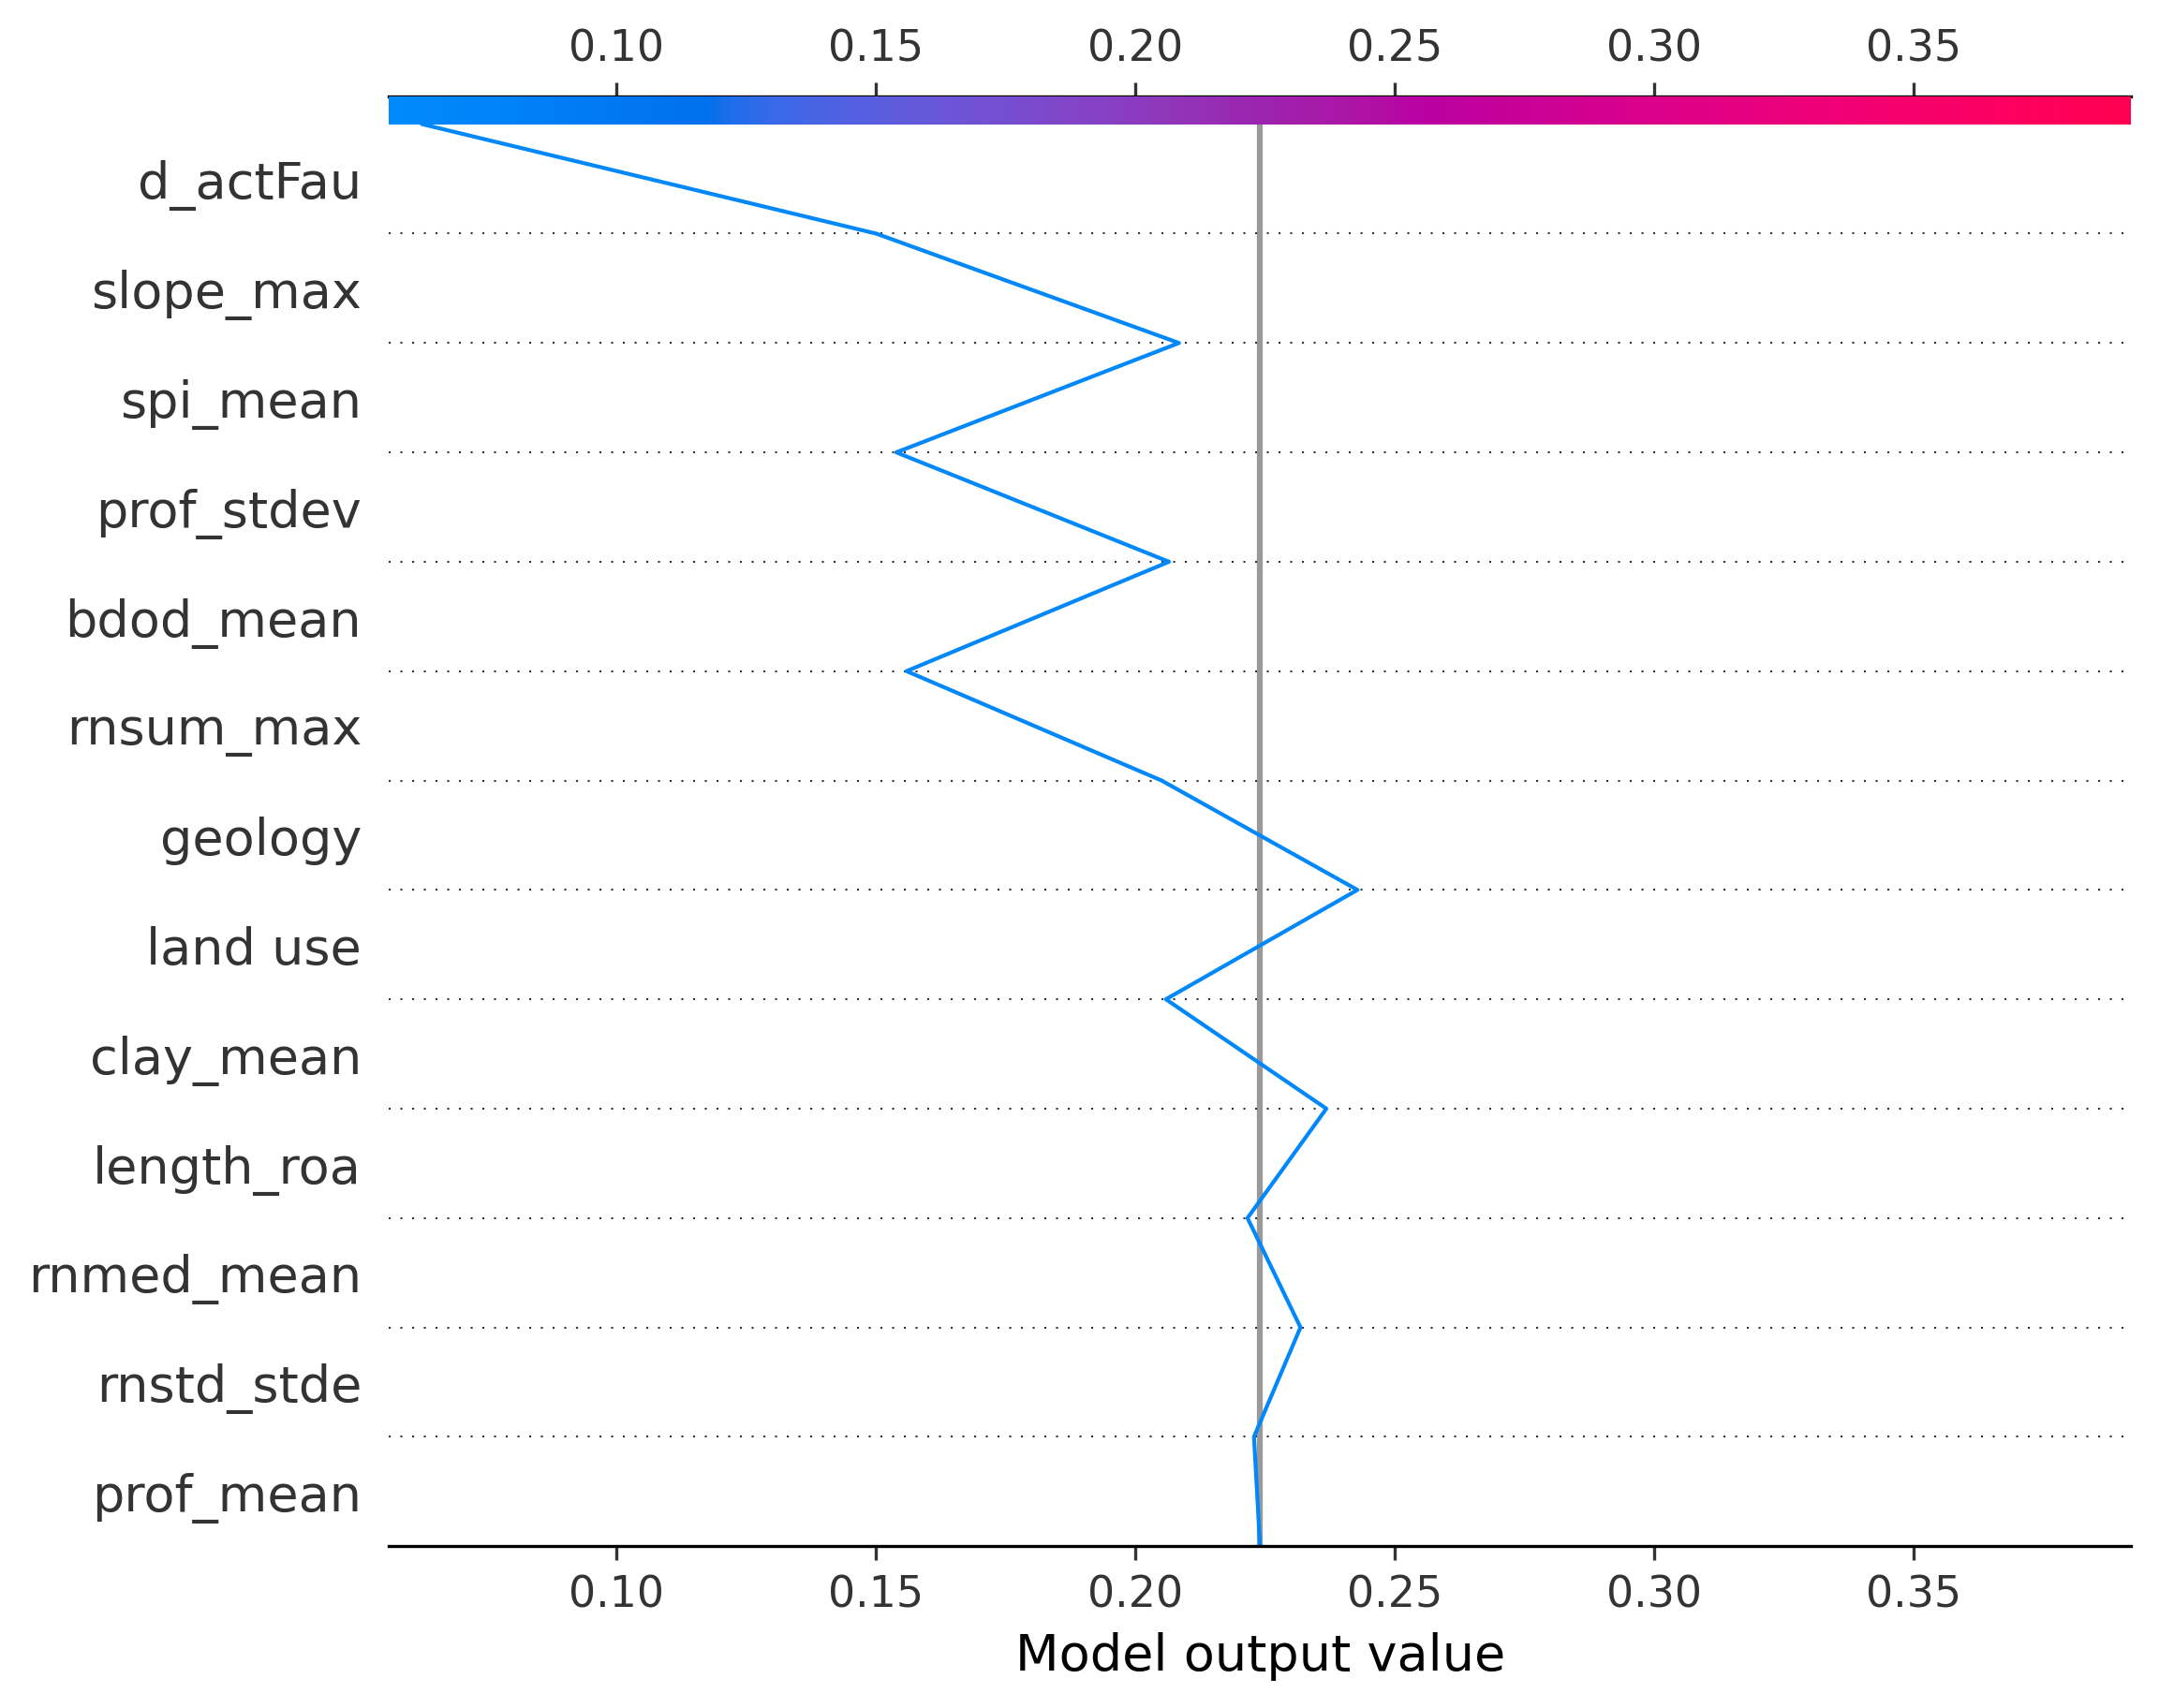 0.10 0.15 0.20 0.25 0.30 0.35
d_actFau
slope_max
spi_mean
prof_stdev
bdod_mean
rnsum_max
geology
land use
clay_mean
length_roa
rnmed_mean
rnstd_stde
prof_mean
0.10 0.15 0.20 0.25 0.30 0.35
Model output value